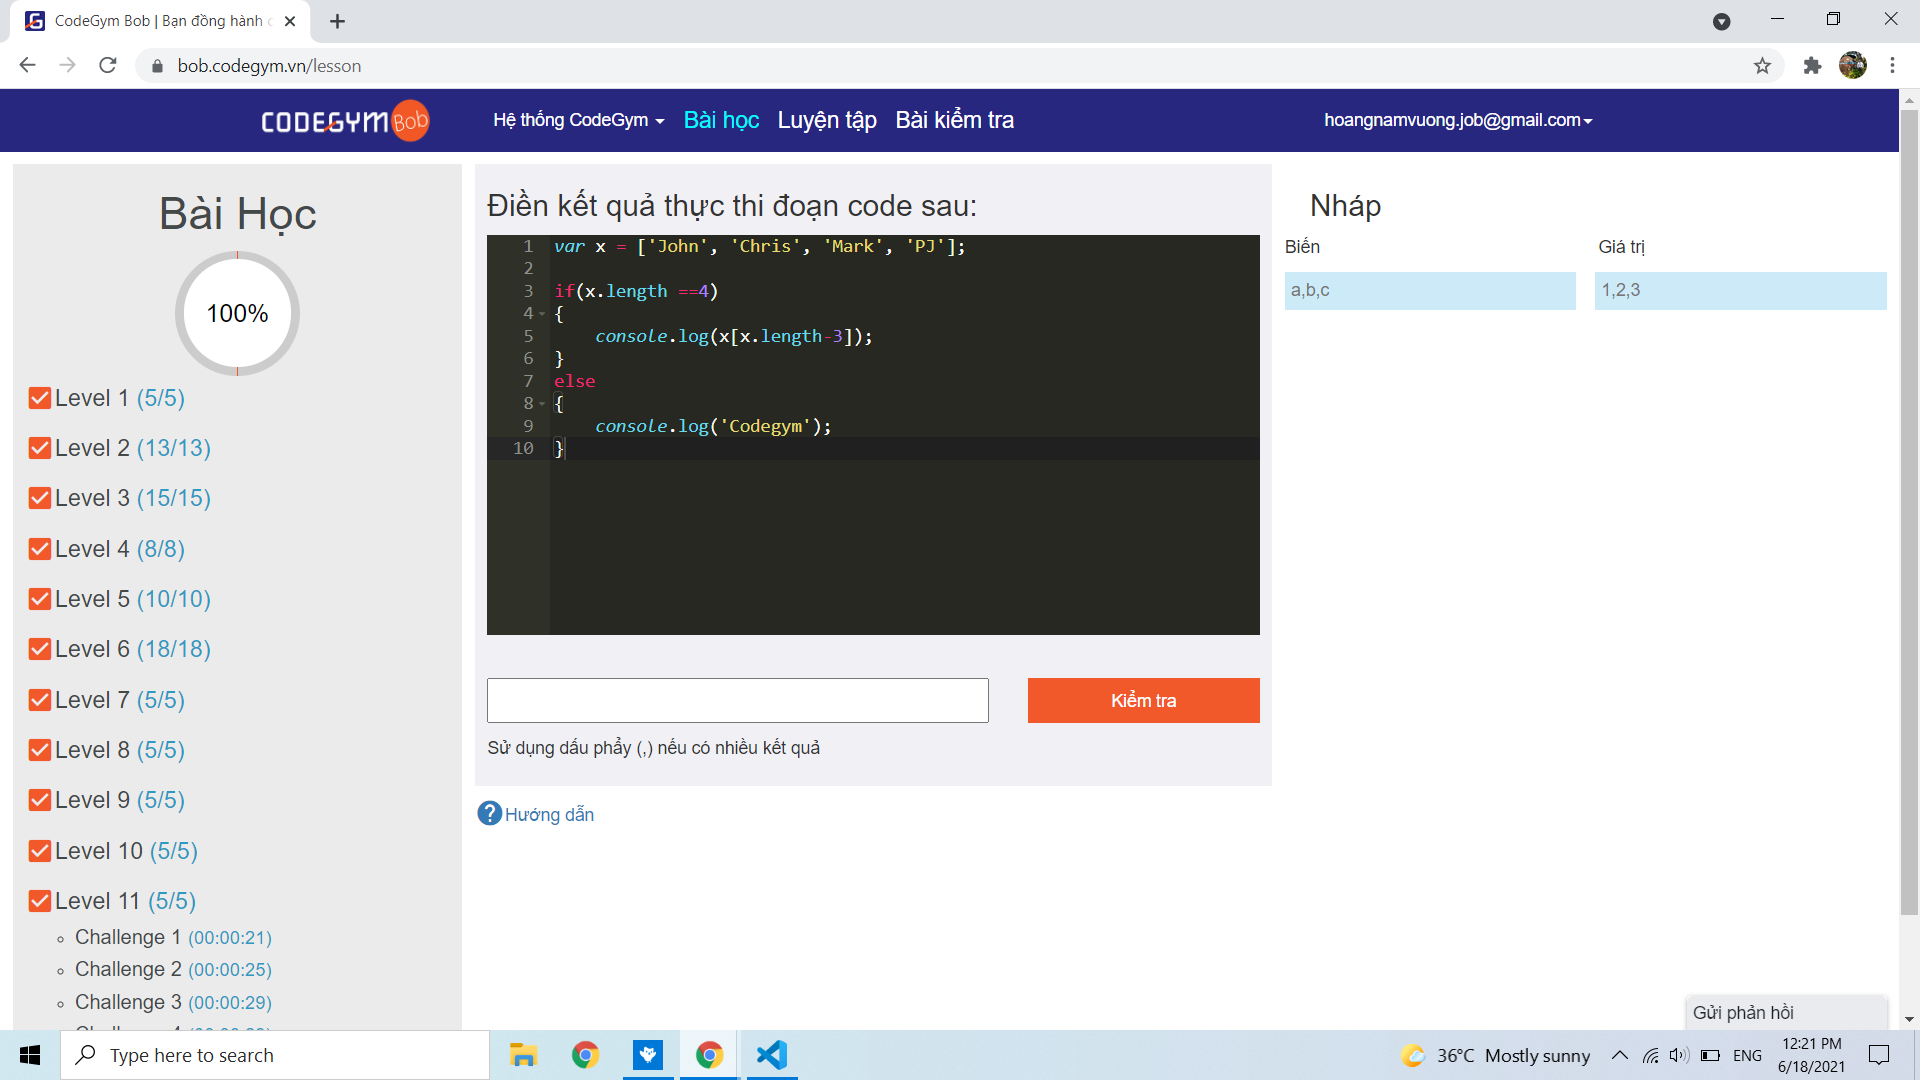 CodeGym Bob | Bạn đồng hành c
bob.codegym.vn/lesson
CODEGYM Bob
Hệ thống CodeGym
Bài học
Luyện tập
Bài kiểm tra
hoangnamvuong.job@gmail.com
Bài Học
100%
Level 1 (5/5)
Level 2 (13/13)
Level 3 (15/15)
Level 4 (8/8)
Level 5 (10/10)
Level 6 (18/18)
Level 7 (5/5)
Level 8 (5/5)
Level 9 (5/5)
Level 10 (5/5)
Level 11 (5/5)
Challenge 1 (00:00:21)
Challenge 2 (00:00:25)
Challenge 3 (00:00:29)
Điền kết quả thực thi đoạn code sau:
1 var x = ['John', 'Chris', 'Mark', 'PJ'];
2
3 if(x.length ==4)
4 {
5 console.log(x[x.length-3]);
6 }
7 else
8 {
9 console.log('Codegym');
10 }
Kiểm tra
Sử dụng dấu phẩy (,) nếu có nhiều kết quả
? Hướng dẫn
Nháp
Biến
Giá trị
a,b,c
1,2,3
Gửi phản hồi
Type here to search
36°C Mostly sunny
ENG
12:21 PM
6/18/2021